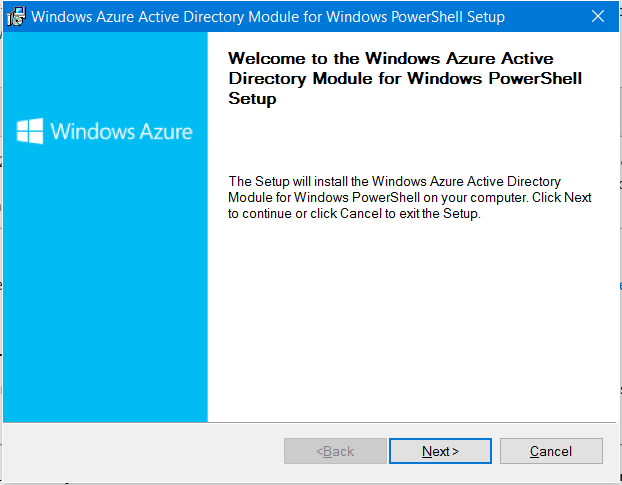 Windows Azure Active Directory Module for Windows PowerShell Setup
Welcome to the Windows Azure Active
Directory Module for Windows PowerShell
Setup
Windows Azure
The Setup will install the Windows Azure Active Directory
Module for Windows PowerShell on your computer. Click Next
to continue or click Cancel to exit the Setup.
<Back
Next>
Cancel